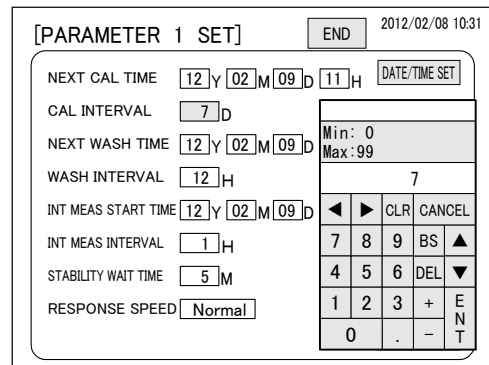 [PARAMETER 1 SET] END 2012/02/08 10:31
NEXT CAL TIME 12 Y 02 M 09 D 11 H DATE/TIME SET
CAL INTERVAL 7 D
NEXT WASH TIME 12 Y 02 M 09 D
WASH INTERVAL 12 H
INT MEAS START TIME 12 Y 02 M 09 D
INT MEAS INTERVAL 1 H
STABILITY WAIT TIME 5 M
RESPONSE SPEED Normal
Min: 0
Max:99
7
◀ ▶ CLR CANCEL
7 8 9 BS ▲
4 5 6 DEL ▼
1 2 3 + ENT
0 . −